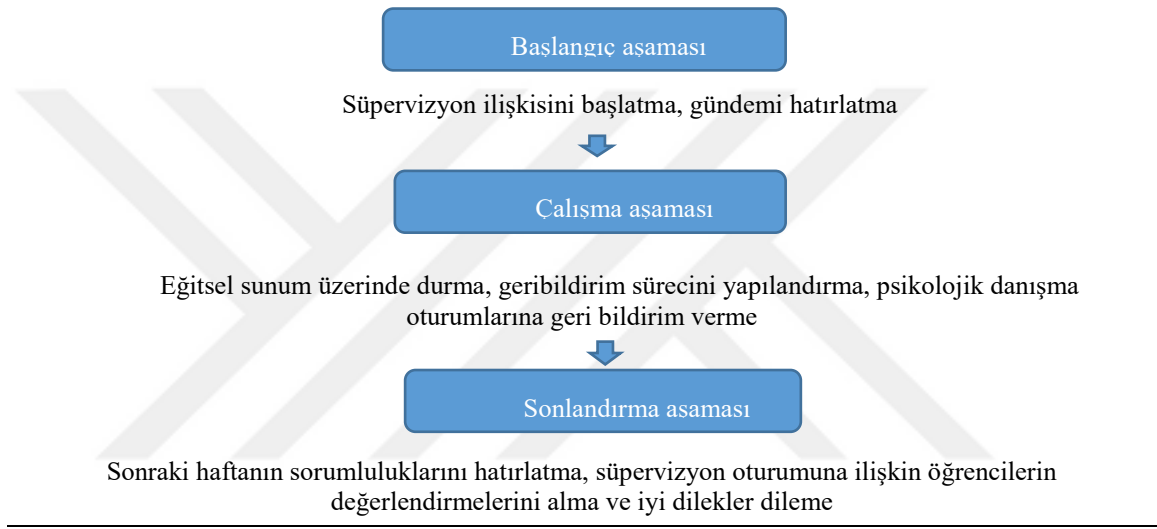 Başlangıç aşaması
Süpervizyon ilişkisini başlatma, gündemi hatırlatma
Çalışma aşaması
Eğitsel sunum üzerinde durma, geribildirim sürecini yapılandırma, psikolojik danışma
oturumlarına geri bildirim verme
Sonlandırma aşaması
Sonraki haftanın sorumluluklarını hatırlatma, süpervizyon oturumuna ilişkin öğrencilerin
değerlendirmelerini alma ve iyi dilekler dileme